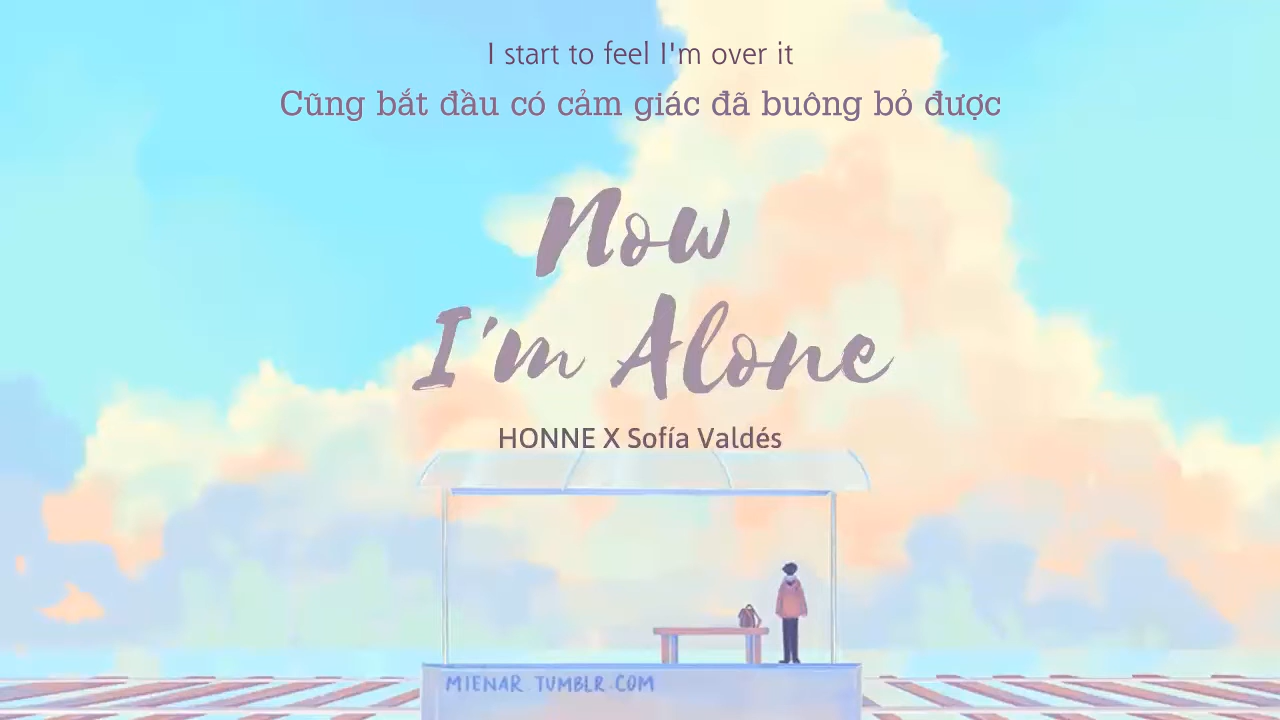 I start to feel I'm over it
Cũng bắt đầu có cảm giác đã buông bỏ được
Now
I'm Alone
HONNE X Sofía Valdés
MIENAR TUMBLR.COM